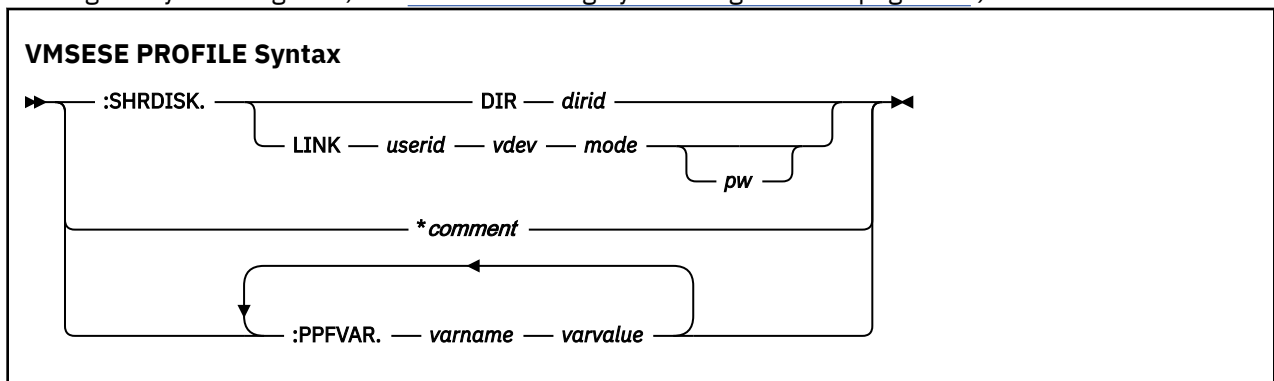 VMSESE PROFILE Syntax
:SHRDISK. DIR dirid
LINK userid vdev mode
pw
*comment
:PPFVAR. varname varvalue